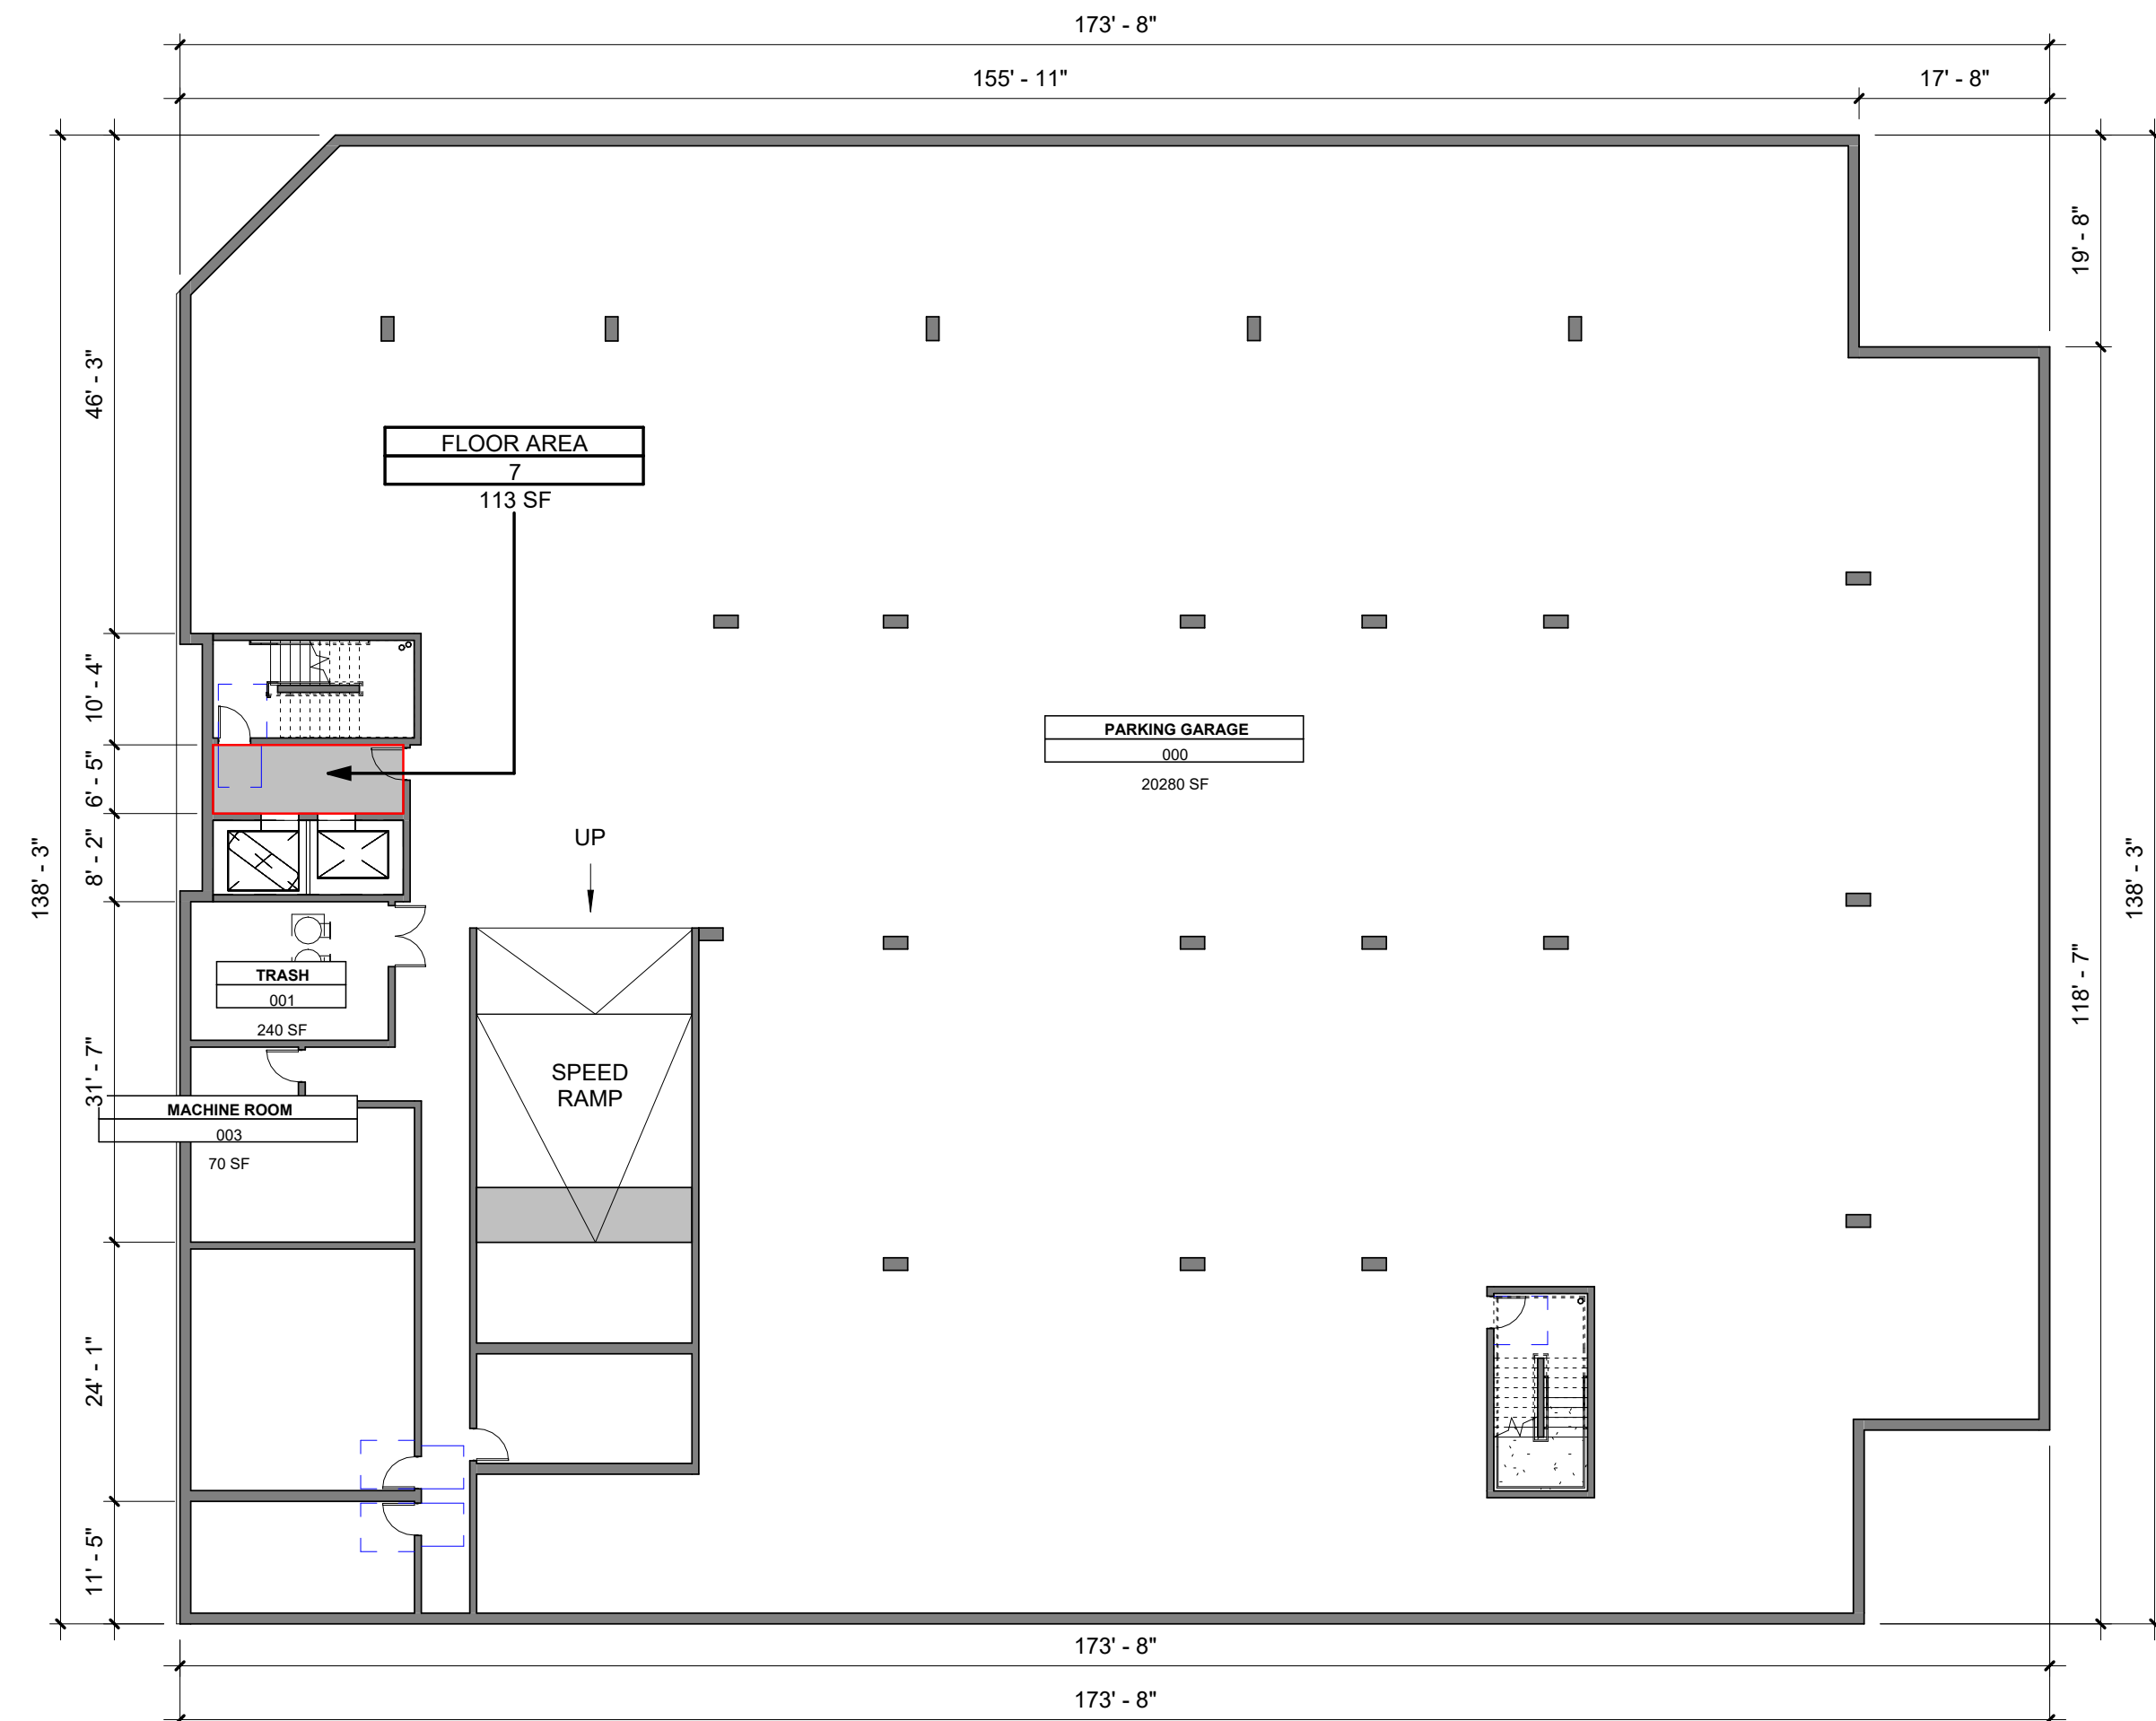 173' - 8"
155' - 11"
17' - 8"
19' - 8"
46' - 3"
FLOOR AREA
7
113 SF
10' - 4"
PARKING GARAGE
000
20280 SF
6' - 5"
8' - 2"
UP
138' - 3"
138' - 3"
118' - 7"
TRASH
001
240 SF
31' - 7"
SPEED
RAMP
MACHINE ROOM
003
70 SF
24' - 1"
11' - 5"
173' - 8"
173' - 8"